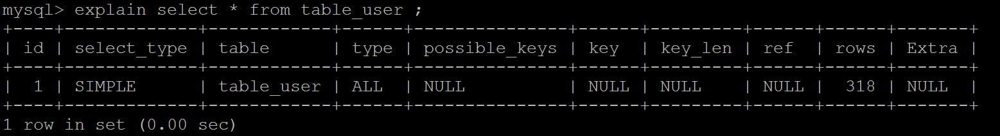 mysql> explain select * from table_user ;
+----+-------------+------------+------+---------------+------+---------+------+------+-------+
| id | select_type | table      | type | possible_keys | key  | key_len | ref  | rows | Extra |
+----+-------------+------------+------+---------------+------+---------+------+------+-------+
|  1 | SIMPLE      | table_user | ALL  | NULL          | NULL | NULL    | NULL |  318 | NULL  |
+----+-------------+------------+------+---------------+------+---------+------+------+-------+
1 row in set (0.00 sec)